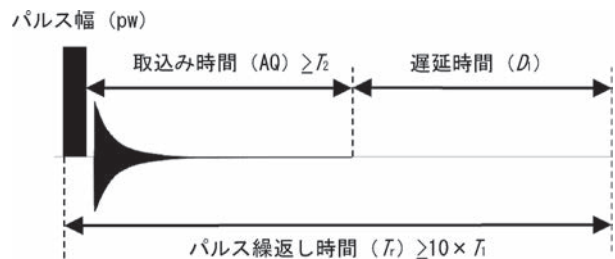 パルス幅 (pw)
取込み時間 (AQ) ≥T₂
遅延時間 (D₁)
パルス繰返し時間 (Tᵣ) ≥10×T₁